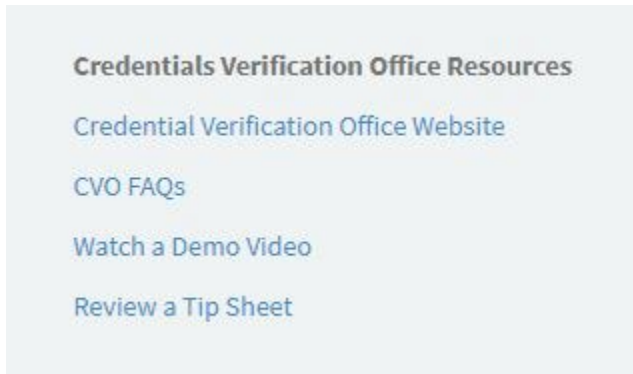 Credentials Verification Office Resources
Credential Verification Office Website
CVO FAQs
Watch a Demo Video
Review a Tip Sheet